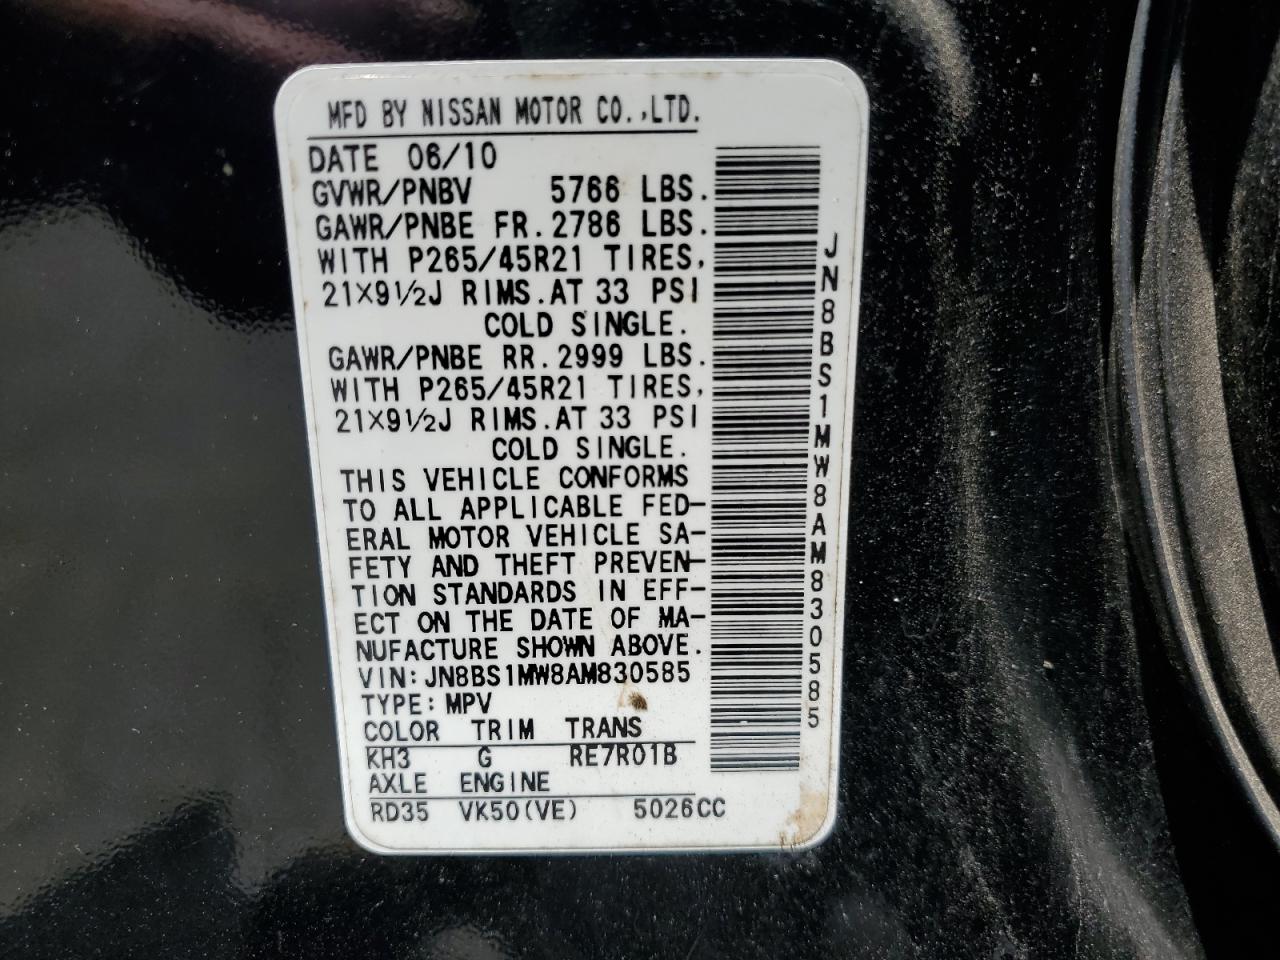 MFD BY NISSAN MOTOR CO.,LTD.
DATE 06/10
GVWR/PNBV 5766 LBS.
GAWR/PNBE FR.2786 LBS.
WITH P265/45R21 TIRES,
21×9½J RIMS.AT 33 PSI
COLD SINGLE.
GAWR/PNBE RR.2999 LBS.
WITH P265/45R21 TIRES,
21×9½J RIMS.AT 33 PSI
COLD SINGLE.
THIS VEHICLE CONFORMS
TO ALL APPLICABLE FED-
ERAL MOTOR VEHICLE SA-
FETY AND THEFT PREVEN-
TION STANDARDS IN EFF-
ECT ON THE DATE OF MA-
NUFACTURE SHOWN ABOVE.
VIN:JN8BS1MW8AM830585
TYPE:MPV
COLOR TRIM TRANS
KH3 G RE7R01B
AXLE ENGINE
RD35 VK50(VE) 5026CC
JN8BS1MW8AM830585